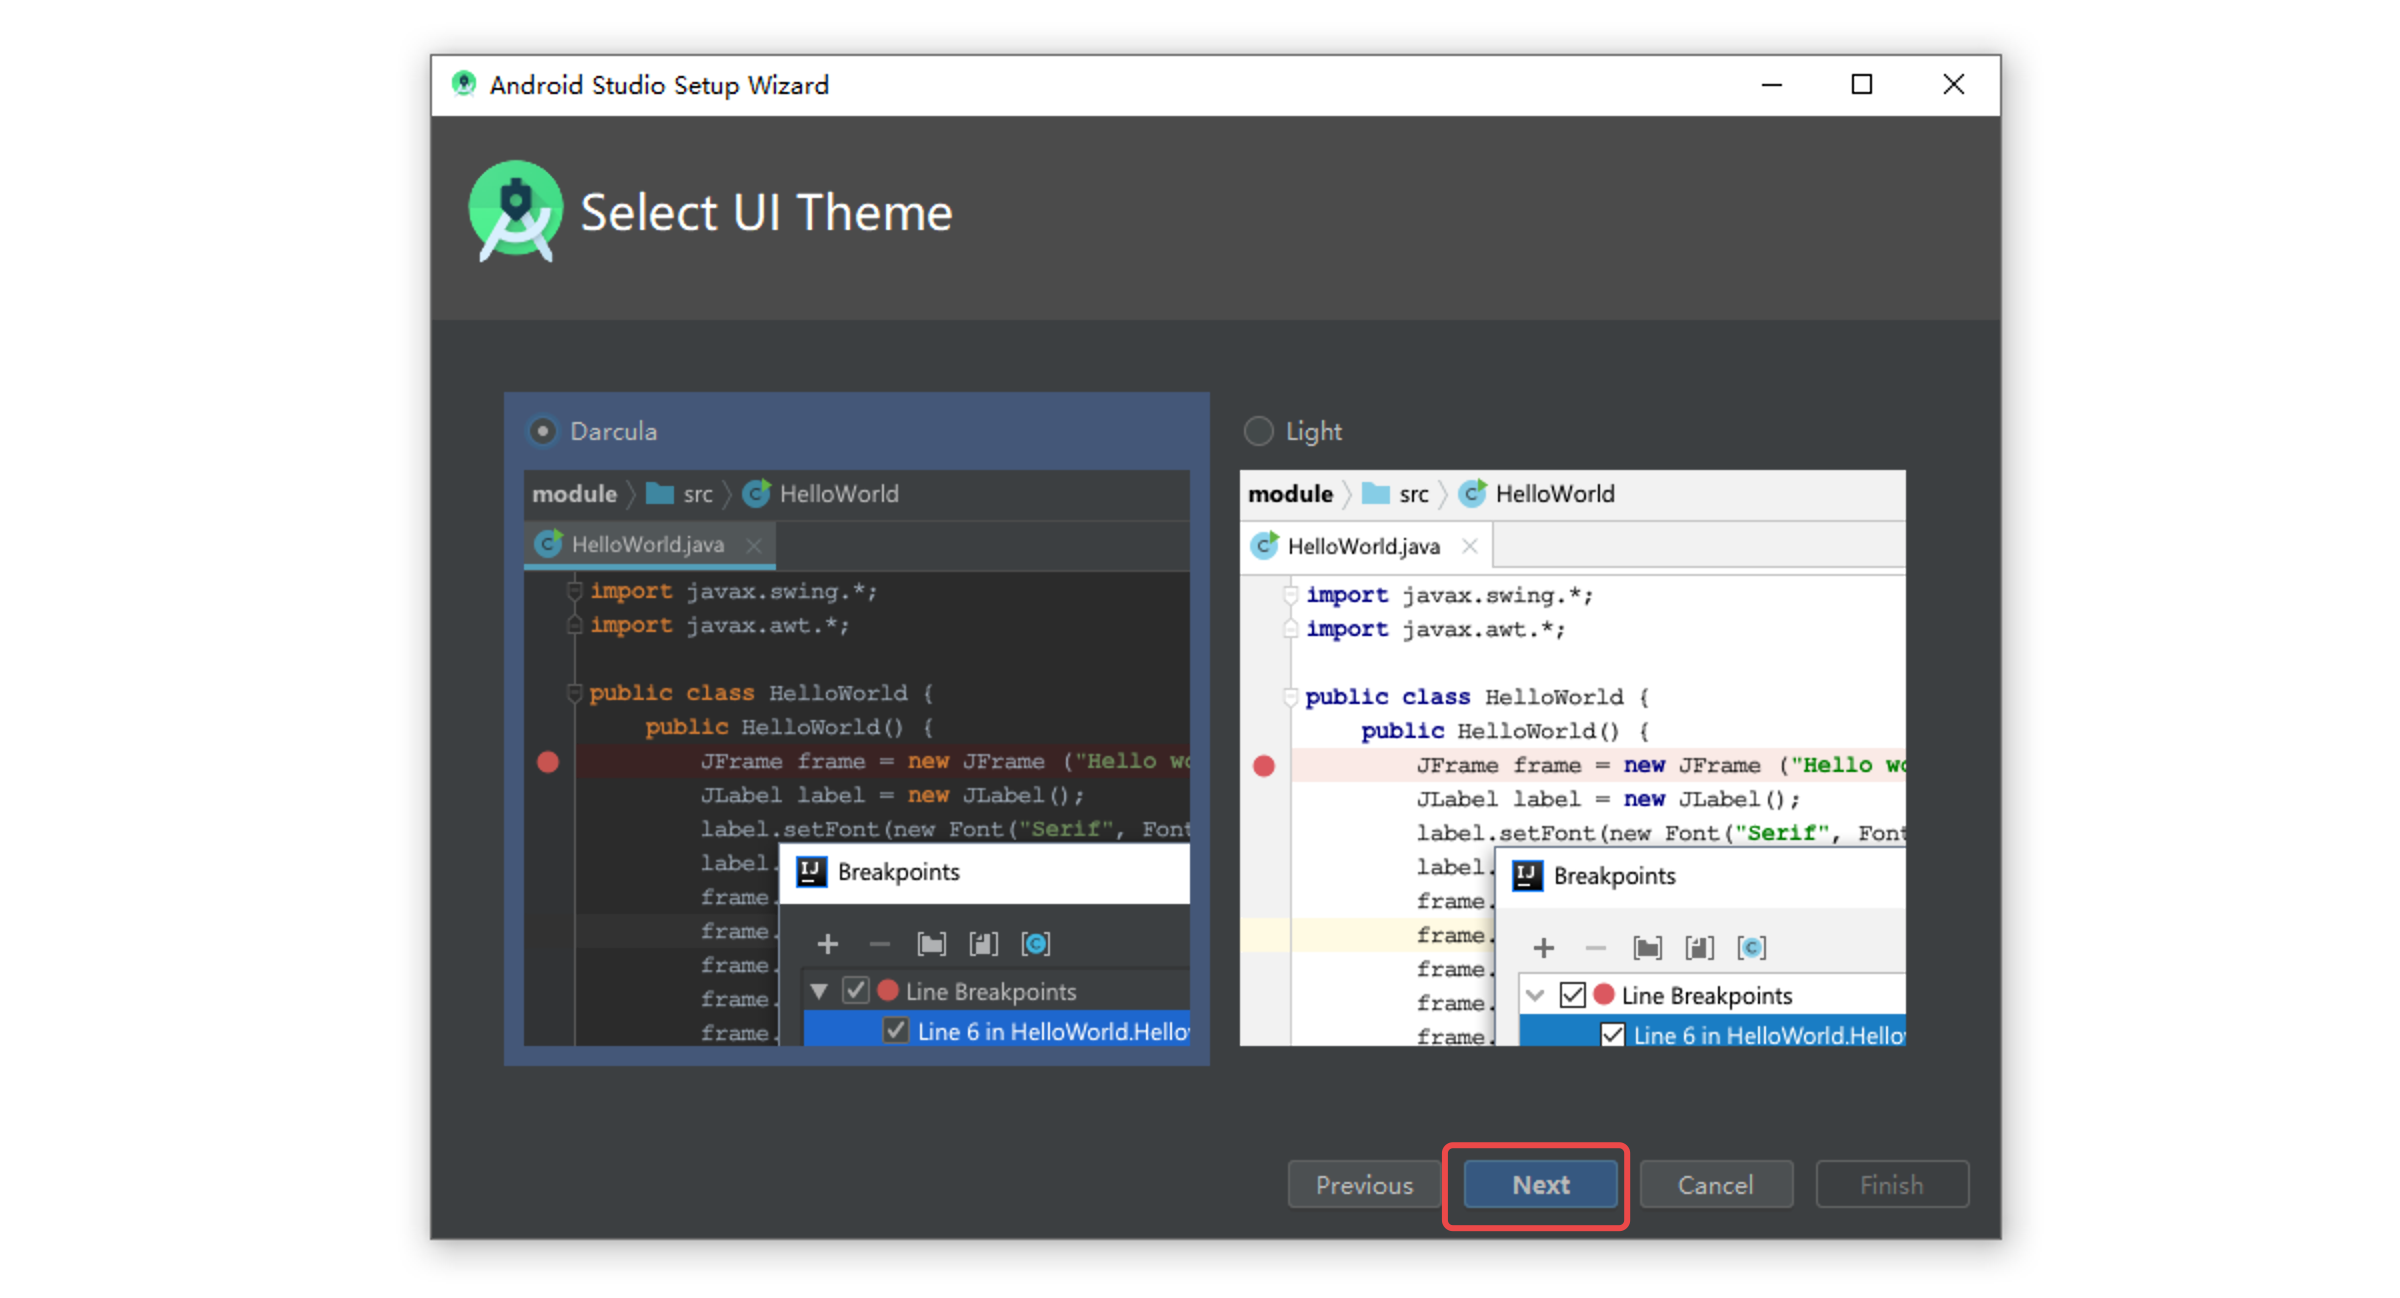 Android Studio Setup Wizard
Select UI Theme
Darcula
module src HelloWorld
HelloWorld.java
import javax.swing.*;
import javax.awt.*;
public class HelloWorld {
public HelloWorld() {
JFrame frame = new JFrame ("Hello wo
JLabel label = new JLabel();
label.setFont(new Font("Serif", Font
label.
frame.
frame.
frame.
frame.
frame.
IJ Breakpoints
Line Breakpoints
Line 6 in HelloWorld.Hello
Light
module src HelloWorld
HelloWorld.java
import javax.swing.*;
import javax.awt.*;
public class HelloWorld {
public HelloWorld() {
JFrame frame = new JFrame ("Hello wo
JLabel label = new JLabel();
label.setFont(new Font("Serif", Font
label.
frame.
frame.
frame.
frame.
frame.
IJ Breakpoints
Line Breakpoints
Line 6 in HelloWorld.Hello
Previous Next Cancel Finish